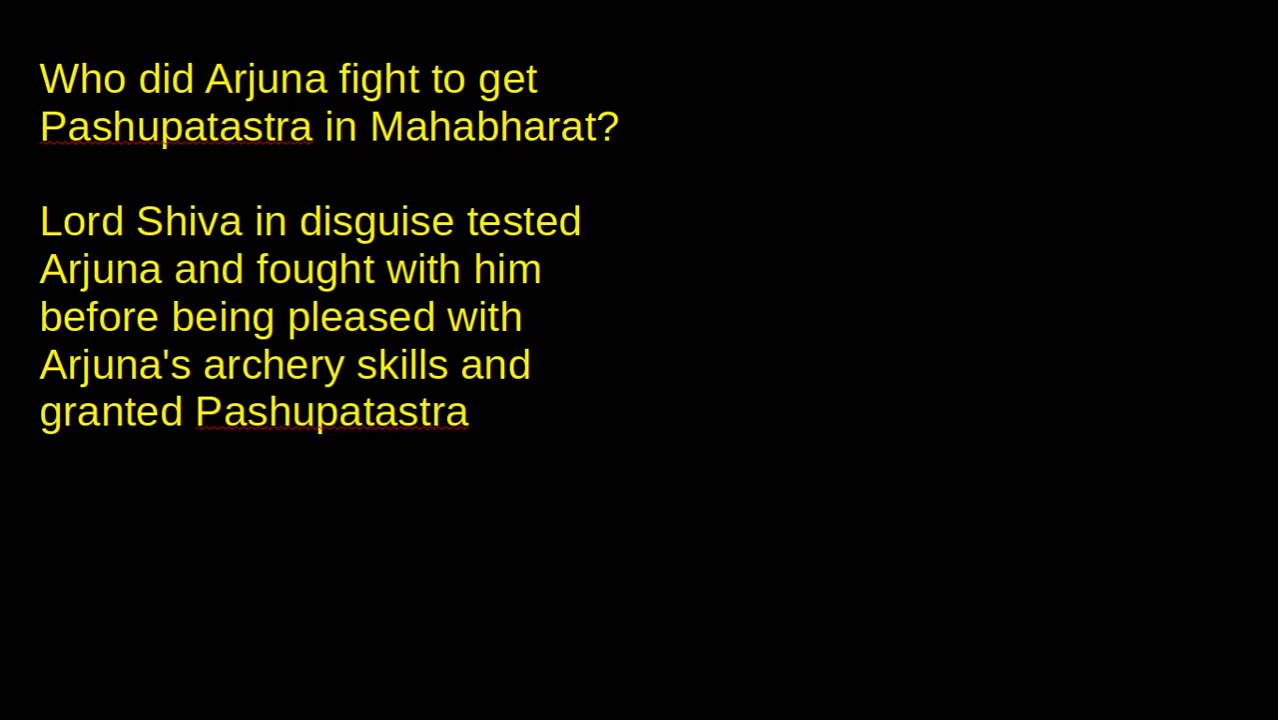 Who did Arjuna fight to get
Pashupatastra in Mahabharat?
Lord Shiva in disguise tested
Arjuna and fought with him
before being pleased with
Arjuna's archery skills and
granted Pashupatastra